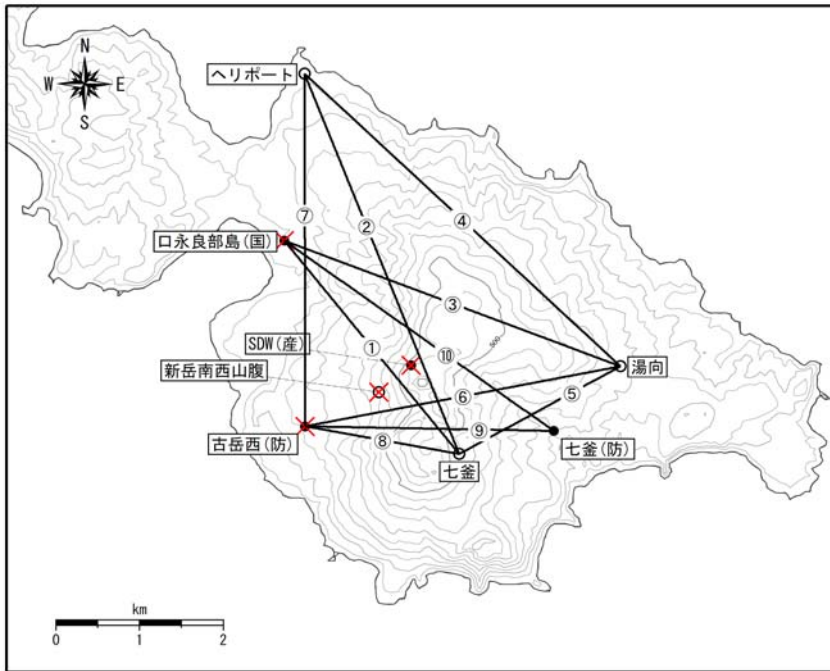 N
W
E
S
ヘリポート
②
④
⑦
口永良部島(国)
③
SDW(産)
①
⑩
500
新岳南西山腹
湯向
⑥
⑤
古岳西(防)
⑧
⑨
七釜
七釜(防)
km
0 1 2